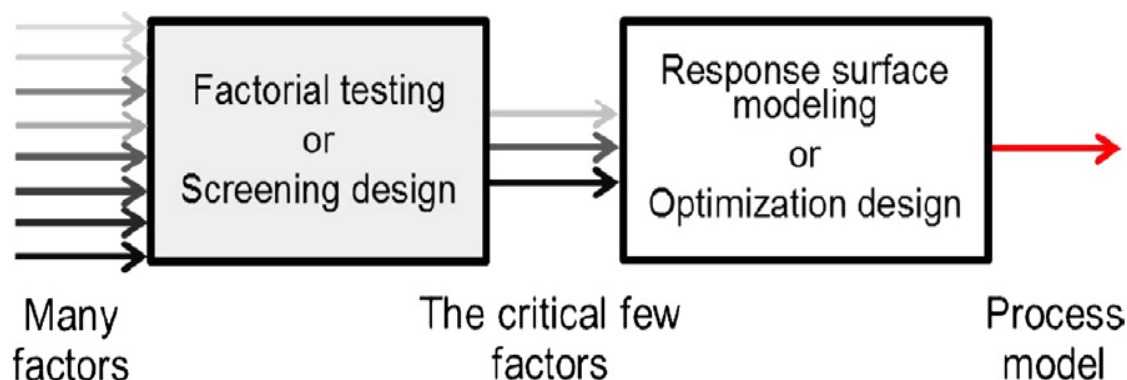 Factorial testing
or
Screening design
Response surface
modeling
or
Optimization design
Many
factors
The critical few
factors
Process
model